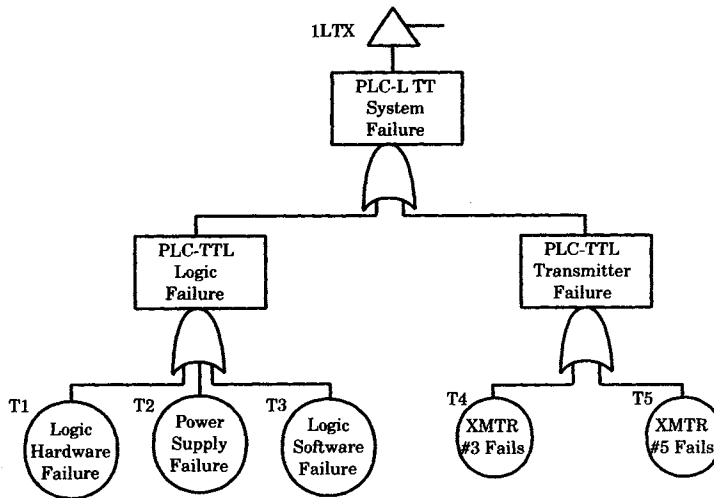 1LTX
PLC-L TT
System
Failure
PLC-TTL
Logic
Failure
PLC-TTL
Transmitter
Failure
T1
Logic
Hardware
Failure
T2
Power
Supply
Failure
T3
Logic
Software
Failure
T4
XMTR
#3 Fails
T5
XMTR
#5 Fails